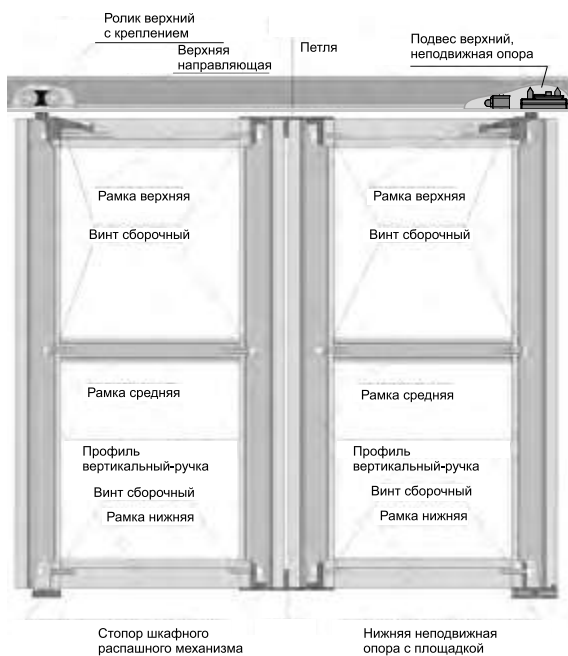 Ролик верхний
с креплением
Верхняя
направляющая
Петля
Подвес верхний,
неподвижная опора
Рамка верхняя
Рамка верхняя
Винт сборочный
Винт сборочный
Рамка средняя
Рамка средняя
Профиль
вертикальный-ручка
Профиль
вертикальный-ручка
Винт сборочный
Винт сборочный
Рамка нижняя
Рамка нижняя
Стопор шкафного
распашного механизма
Нижняя неподвижная
опора с площадкой